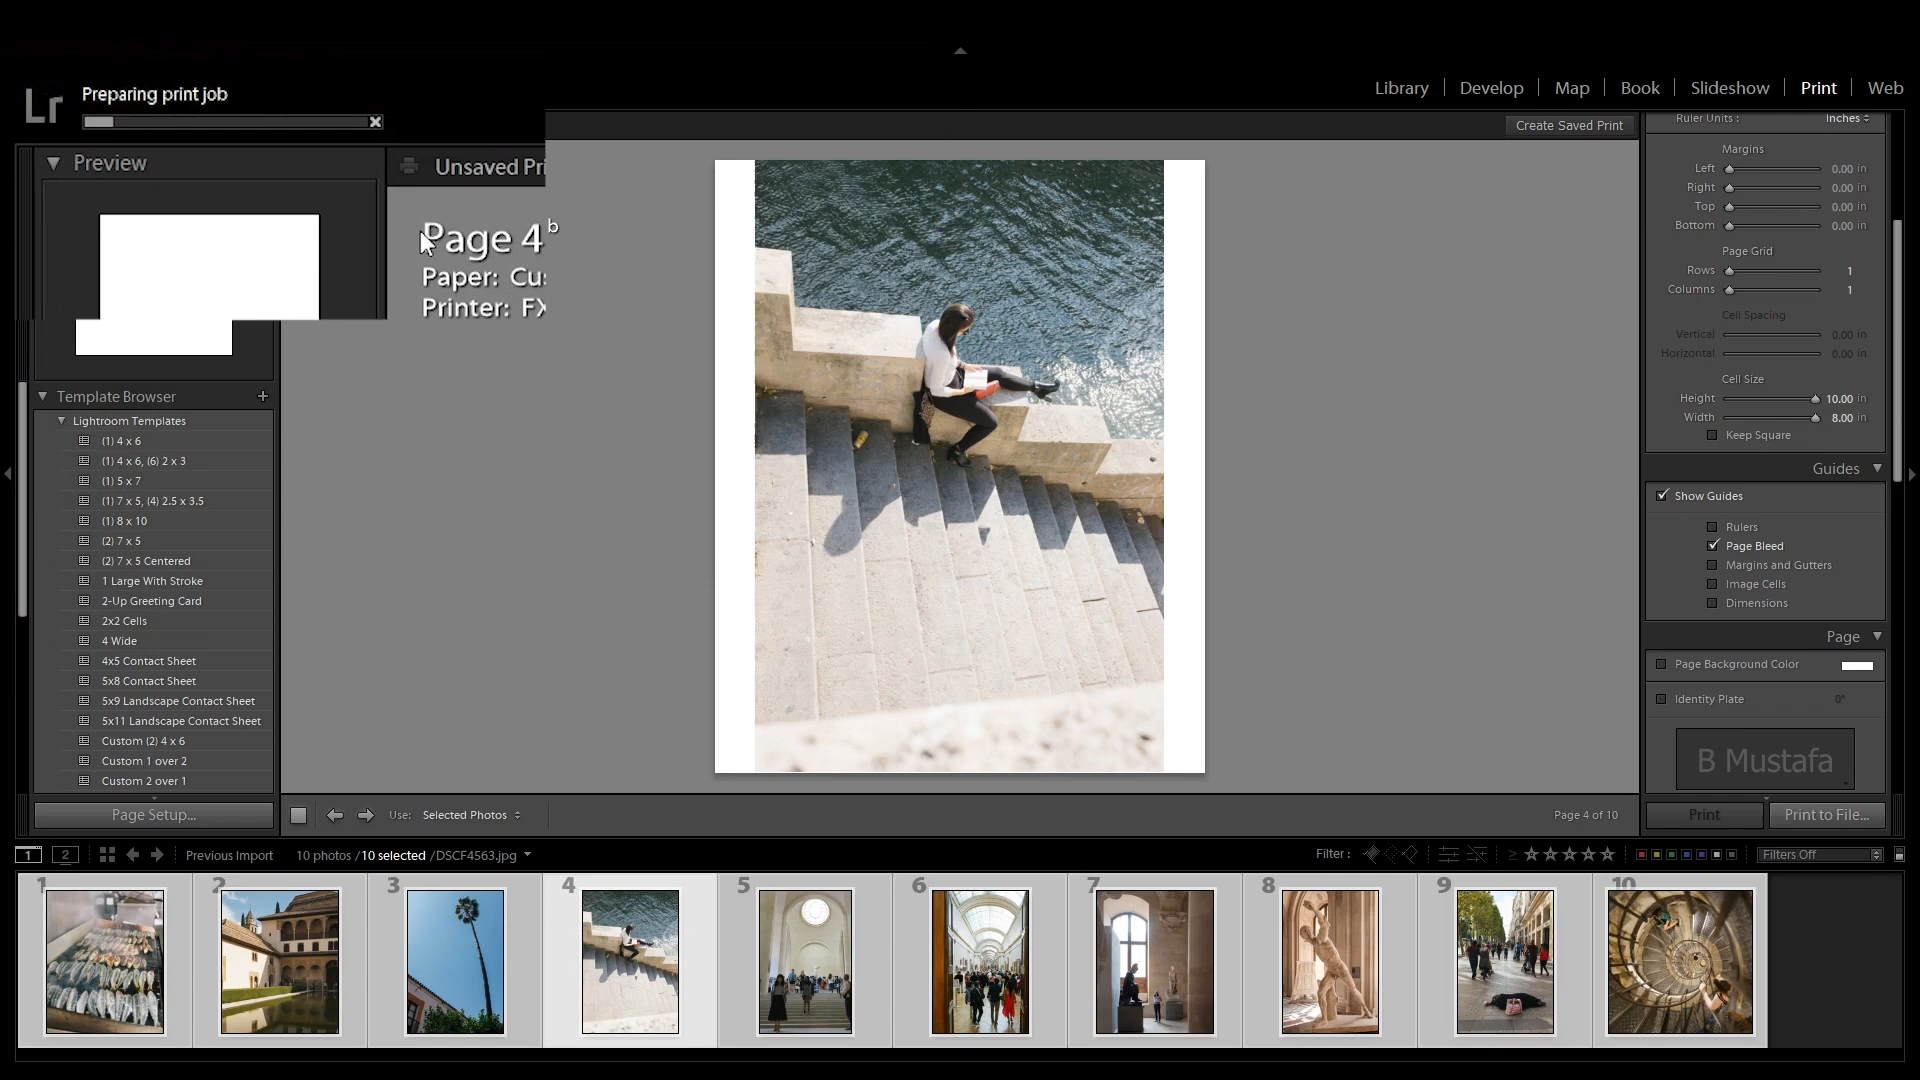 Lr
Preparing print job
Library
Develop
Map
Book
Slideshow
Print
Web
Preview
Unsaved Pri
Create Saved Print
Page 4
Paper: Cus
Printer: FX
Template Browser
Lightroom Templates
(1) 4 x 6
(1) 4 x 6, (6) 2 x 3
(1) 5 x 7
(1) 7 x 5, (4) 2.5 x 3.5
(1) 8 x 10
(2) 7 x 5
(2) 7 x 5 Centered
1 Large With Stroke
2-Up Greeting Card
2x2 Cells
4 Wide
4x5 Contact Sheet
5x8 Contact Sheet
5x9 Landscape Contact Sheet
5x11 Landscape Contact Sheet
Custom (2) 4 x 6
Custom 1 over 2
Custom 2 over 1
Page Setup...
Use: Selected Photos
Page 4 of 10
Ruler Units : Inches
Margins
Left 0.00 in
Right 0.00 in
Top 0.00 in
Bottom 0.00 in
Page Grid
Rows 1
Columns 1
Cell Spacing
Vertical 0.00 in
Horizontal 0.00 in
Cell Size
Height 10.00 in
Width 8.00 in
Keep Square
Guides
Show Guides
Rulers
Page Bleed
Margins and Gutters
Image Cells
Dimensions
Page
Page Background Color
Identity Plate 0°
B Mustafa
Print
Print to File...
1 2 Previous Import 10 photos / 10 selected / DSCF4563.jpg
Filter : Filters Off
1 2 3 4 5 6 7 8 9 10